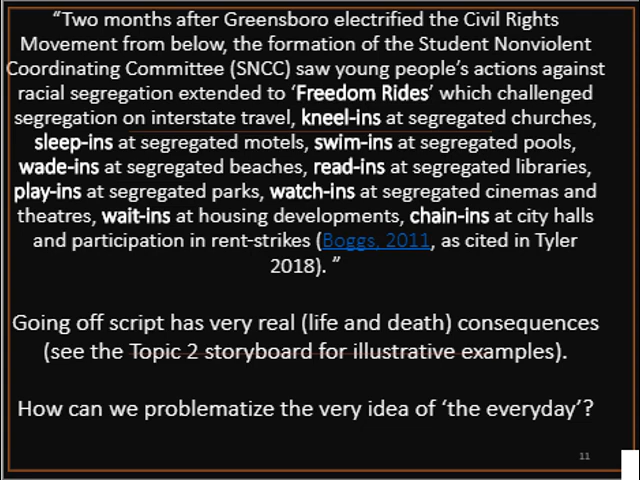 “Two months after Greensboro electrified the Civil Rights
Movement from below, the formation of the Student Nonviolent
Coordinating Committee (SNCC) saw young people’s actions against
racial segregation extended to ‘Freedom Rides’ which challenged
segregation on interstate travel, kneel-ins at segregated churches,
sleep-ins at segregated motels, swim-ins at segregated pools,
wade-ins at segregated beaches, read-ins at segregated libraries,
play-ins at segregated parks, watch-ins at segregated cinemas and
theatres, wait-ins at housing developments, chain-ins at city halls
and participation in rent-strikes (Boggs, 2011, as cited in Tyler
2018). ”
Going off script has very real (life and death) consequences
(see the Topic 2 storyboard for illustrative examples).
How can we problematize the very idea of ‘the everyday’?
11